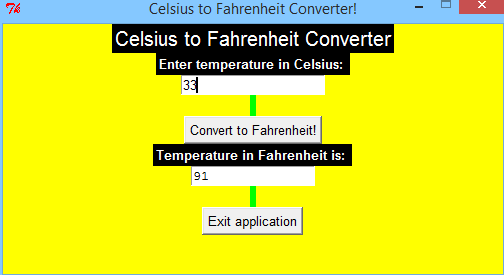 Celsius to Fahrenheit Converter!
Celsius to Fahrenheit Converter
Enter temperature in Celsius:
33
Convert to Fahrenheit!
Temperature in Fahrenheit is:
91
Exit application